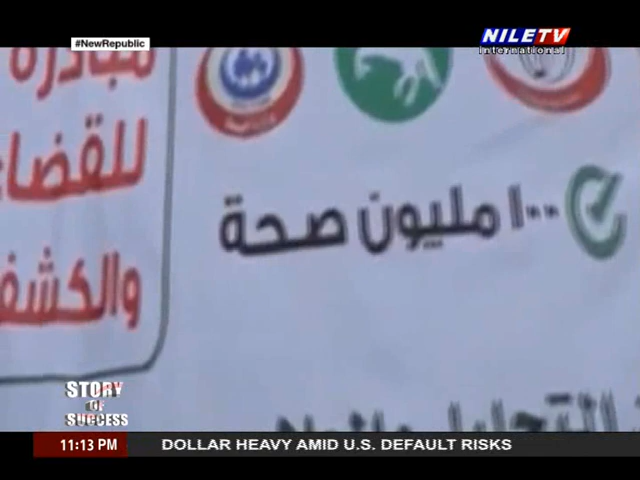 #NewRepublic
NILE TV
international
مبادرة
للقضاء
والكشف
١٠٠ مليون صحة
STORY
OF
SUCCESS
11:13 PM
DOLLAR HEAVY AMID U.S. DEFAULT RISKS